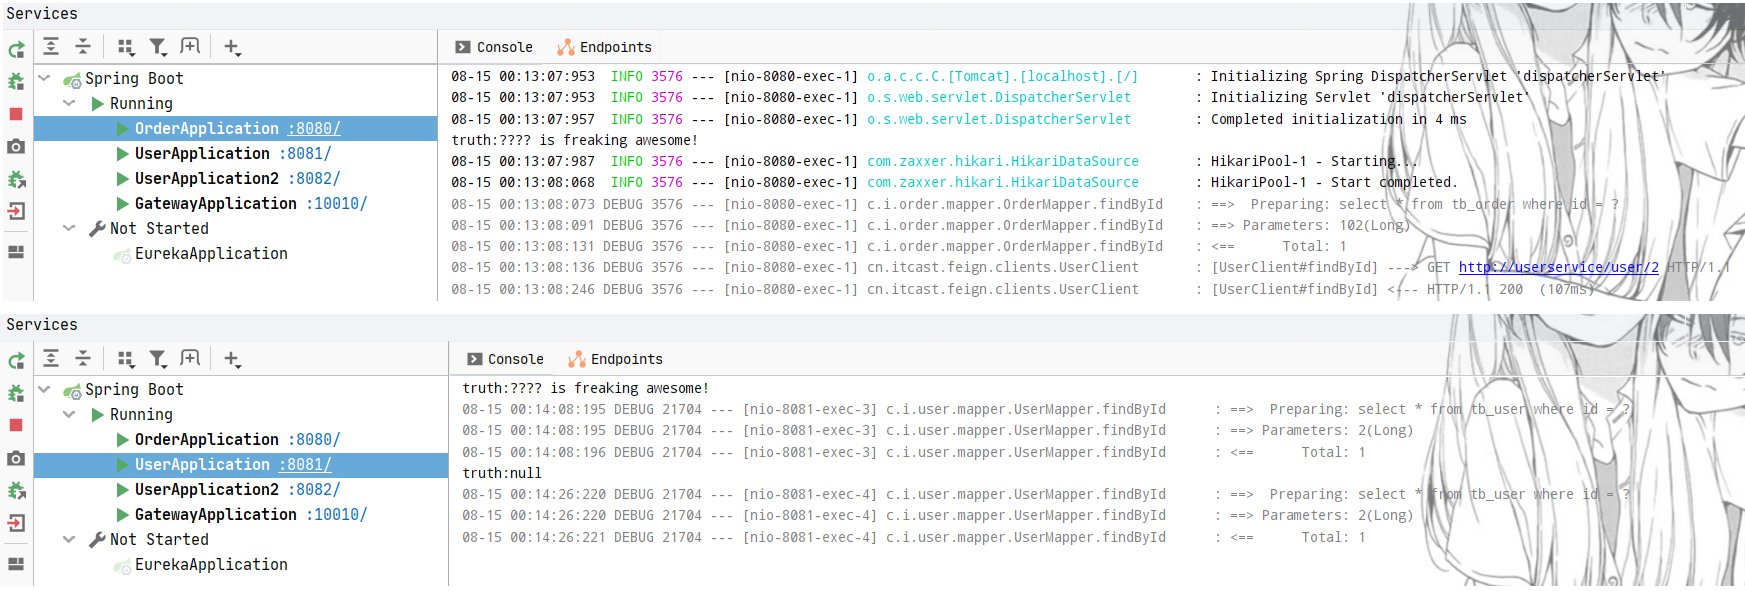 Services
Console Endpoints
Spring Boot
Running
OrderApplication :8080/
UserApplication :8081/
UserApplication2 :8082/
GatewayApplication :10010/
Not Started
EurekaApplication
08-15 00:13:07:953 INFO 3576 --- [nio-8080-exec-1] o.a.c.c.C.[Tomcat].[localhost].[/] : Initializing Spring DispatcherServlet 'dispatcherServlet'
08-15 00:13:07:953 INFO 3576 --- [nio-8080-exec-1] o.s.web.servlet.DispatcherServlet : Initializing Servlet 'dispatcherServlet'
08-15 00:13:07:957 INFO 3576 --- [nio-8080-exec-1] o.s.web.servlet.DispatcherServlet : Completed initialization in 4 ms
truth:???? is freaking awesome!
08-15 00:13:07:987 INFO 3576 --- [nio-8080-exec-1] com.zaxxer.hikari.HikariDataSource : HikariPool-1 - Starting...
08-15 00:13:08:068 INFO 3576 --- [nio-8080-exec-1] com.zaxxer.hikari.HikariDataSource : HikariPool-1 - Start completed.
08-15 00:13:08:073 DEBUG 3576 --- [nio-8080-exec-1] c.i.order.mapper.OrderMapper.findById : ==> Preparing: select * from tb_order where id = ?
08-15 00:13:08:091 DEBUG 3576 --- [nio-8080-exec-1] c.i.order.mapper.OrderMapper.findById : ==> Parameters: 102(Long)
08-15 00:13:08:131 DEBUG 3576 --- [nio-8080-exec-1] c.i.order.mapper.OrderMapper.findById : <== Total: 1
08-15 00:13:08:136 DEBUG 3576 --- [nio-8080-exec-1] cn.itcast.feign.clients.UserClient : [UserClient#findById] ---> GET http://userservice/user/2 HTTP/1.1
08-15 00:13:08:246 DEBUG 3576 --- [nio-8080-exec-1] cn.itcast.feign.clients.UserClient : [UserClient#findById] <--- HTTP/1.1 200 (107ms)
Services
Console Endpoints
Spring Boot
Running
OrderApplication :8080/
UserApplication :8081/
UserApplication2 :8082/
GatewayApplication :10010/
Not Started
EurekaApplication
truth:???? is freaking awesome!
08-15 00:14:08:195 DEBUG 21704 --- [nio-8081-exec-3] c.i.user.mapper.UserMapper.findById : ==> Preparing: select * from tb_user where id = ?
08-15 00:14:08:195 DEBUG 21704 --- [nio-8081-exec-3] c.i.user.mapper.UserMapper.findById : ==> Parameters: 2(Long)
08-15 00:14:08:196 DEBUG 21704 --- [nio-8081-exec-3] c.i.user.mapper.UserMapper.findById : <== Total: 1
truth:null
08-15 00:14:26:220 DEBUG 21704 --- [nio-8081-exec-4] c.i.user.mapper.UserMapper.findById : ==> Preparing: select * from tb_user where id = ?
08-15 00:14:26:220 DEBUG 21704 --- [nio-8081-exec-4] c.i.user.mapper.UserMapper.findById : ==> Parameters: 2(Long)
08-15 00:14:26:221 DEBUG 21704 --- [nio-8081-exec-4] c.i.user.mapper.UserMapper.findById : <== Total: 1